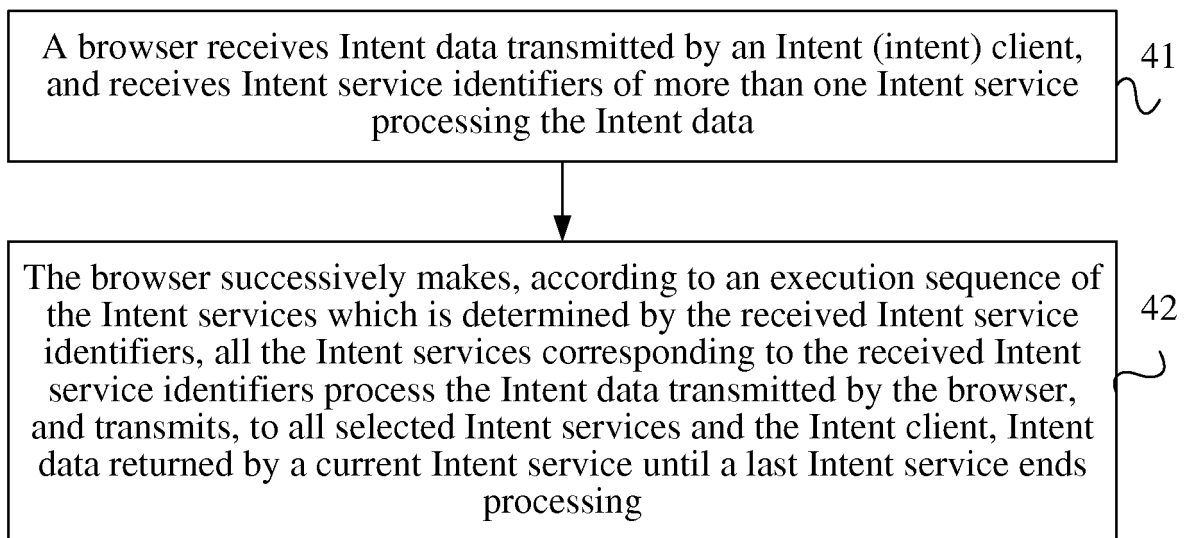 A browser receives Intent data transmitted by an Intent (intent) client,
and receives Intent service identifiers of more than one Intent service
processing the Intent data
41
The browser successively makes, according to an execution sequence of
the Intent services which is determined by the received Intent service
identifiers, all the Intent services corresponding to the received Intent
service identifiers process the Intent data transmitted by the browser,
and transmits, to all selected Intent services and the Intent client, Intent
data returned by a current Intent service until a last Intent service ends
processing
42